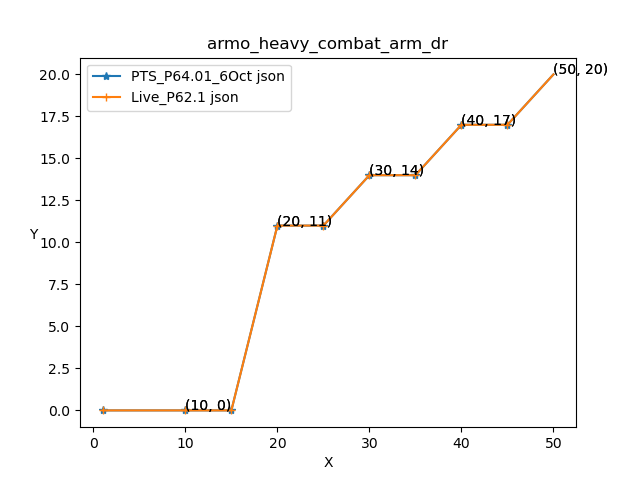 armo_heavy_combat_arm_dr
PTS_P64.01_6Oct json
Live_P62.1 json
Y
20.0
17.5
15.0
12.5
10.0
7.5
5.0
2.5
0.0
(50, 20)
(40, 17)
(30, 14)
(20, 11)
(10, 0)
0 10 20 30 40 50
X